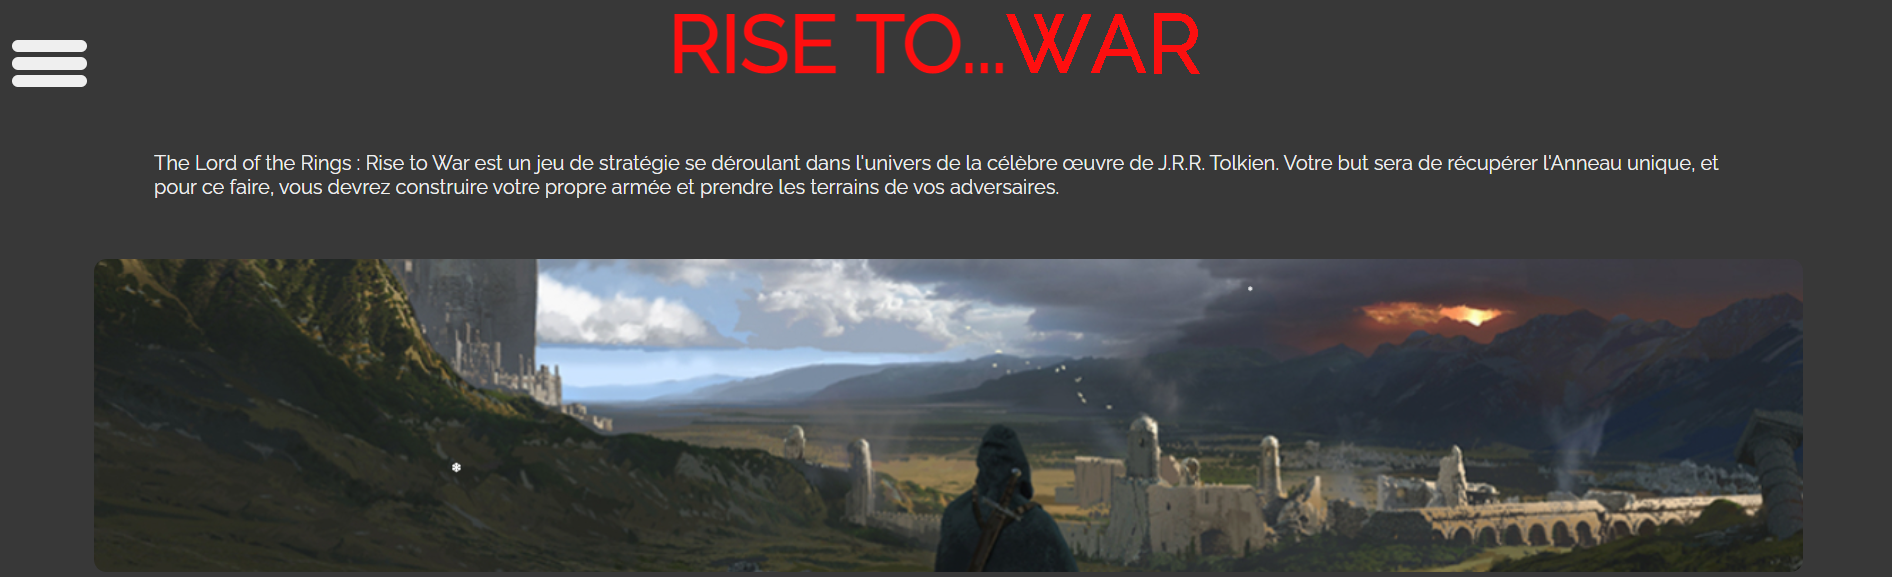 RISE TO...WAR
The Lord of the Rings : Rise to War est un jeu de stratégie se déroulant dans l'univers de la célèbre œuvre de J.R.R. Tolkien. Votre but sera de récupérer l'Anneau unique, et
pour ce faire, vous devrez construire votre propre armée et prendre les terrains de vos adversaires.